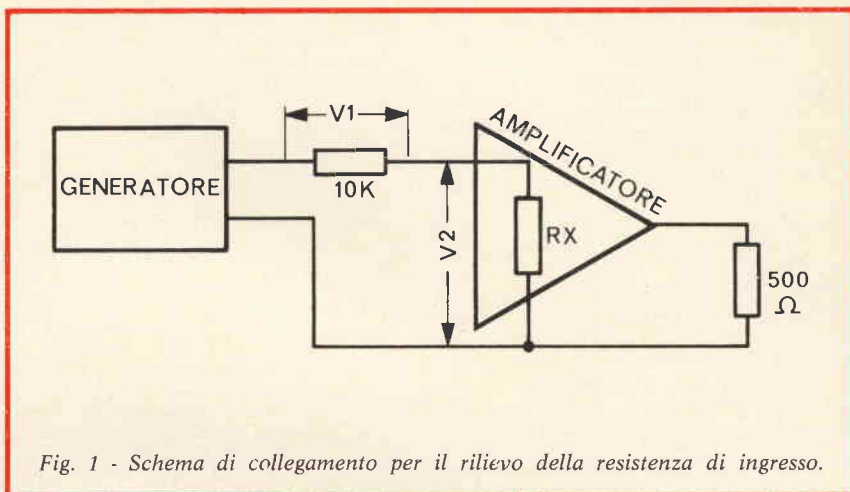 V1
AMPLIFICATORE
GENERATORE
10K
V2
RX
500
Ω
Fig. 1 - Schema di collegamento per il rilievo della resistenza di ingresso.